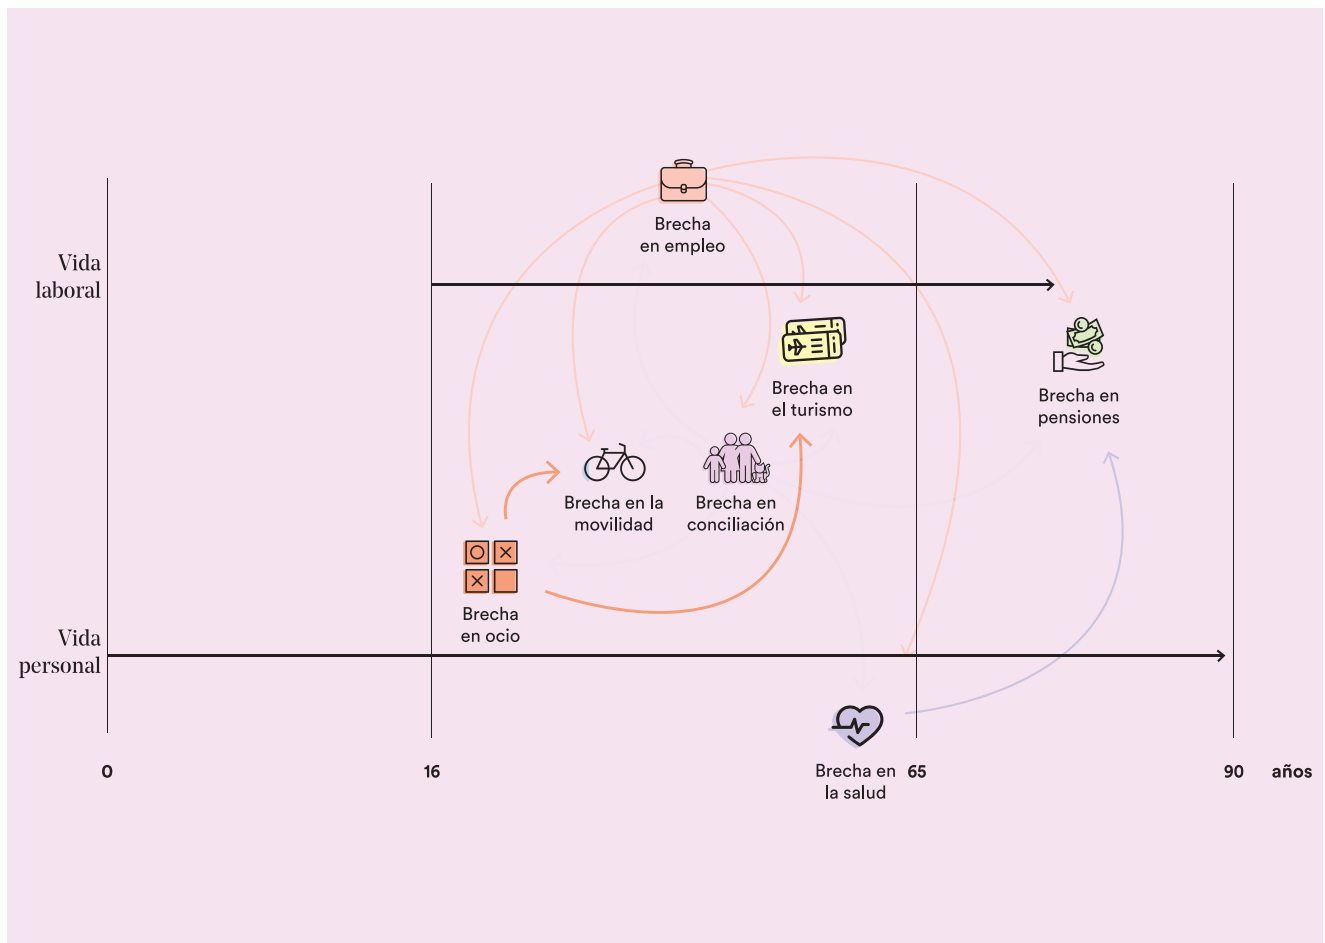 Brecha
en empleo
Vida
laboral
Brecha en
el turismo
Brecha en
pensiones
Brecha en la
movilidad
Brecha en
conciliación
Brecha
en ocio
Vida
personal
Brecha en
la salud
0
16
65
90
años